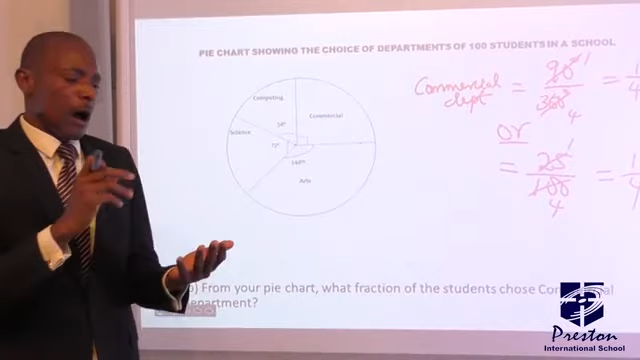 PIE CHART SHOWING THE CHOICE OF DEPARTMENTS OF 100 STUDENTS IN A SCHOOL
Computing
Commercial
Science
72°
Arts
Commercial dept = 90/360 = 1/4
or
= 25/100 = 1/4
b) From your pie chart, what fraction of the students chose Commercial
department?
Preston
International School